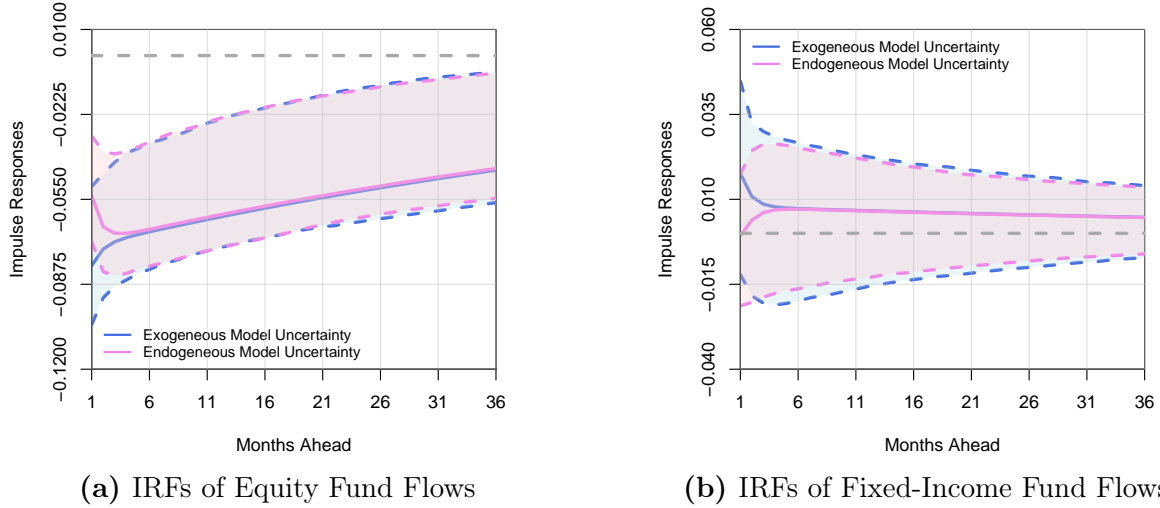 0.0100
-0.0225
-0.0550
-0.0875
-0.1200
Impulse Responses
Exogeneous Model Uncertainty
Endogeneous Model Uncertainty
1 6 11 16 21 26 31 36
Months Ahead
(a) IRFs of Equity Fund Flows
0.060
0.035
0.010
-0.015
-0.040
Impulse Responses
Exogeneous Model Uncertainty
Endogeneous Model Uncertainty
1 6 11 16 21 26 31 36
Months Ahead
(b) IRFs of Fixed-Income Fund Flows